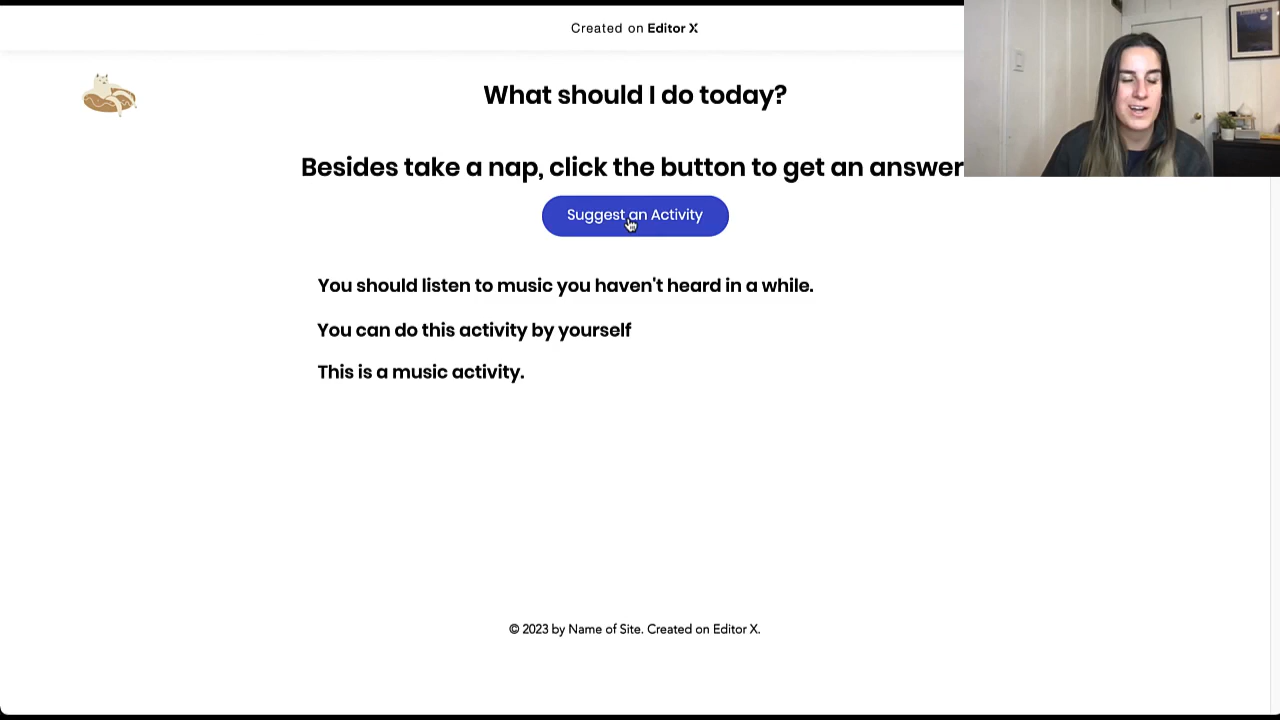 Created on Editor X
What should I do today?
Besides take a nap, click the button to get an answer
Suggest an Activity
You should listen to music you haven't heard in a while.
You can do this activity by yourself
This is a music activity.
© 2023 by Name of Site. Created on Editor X.